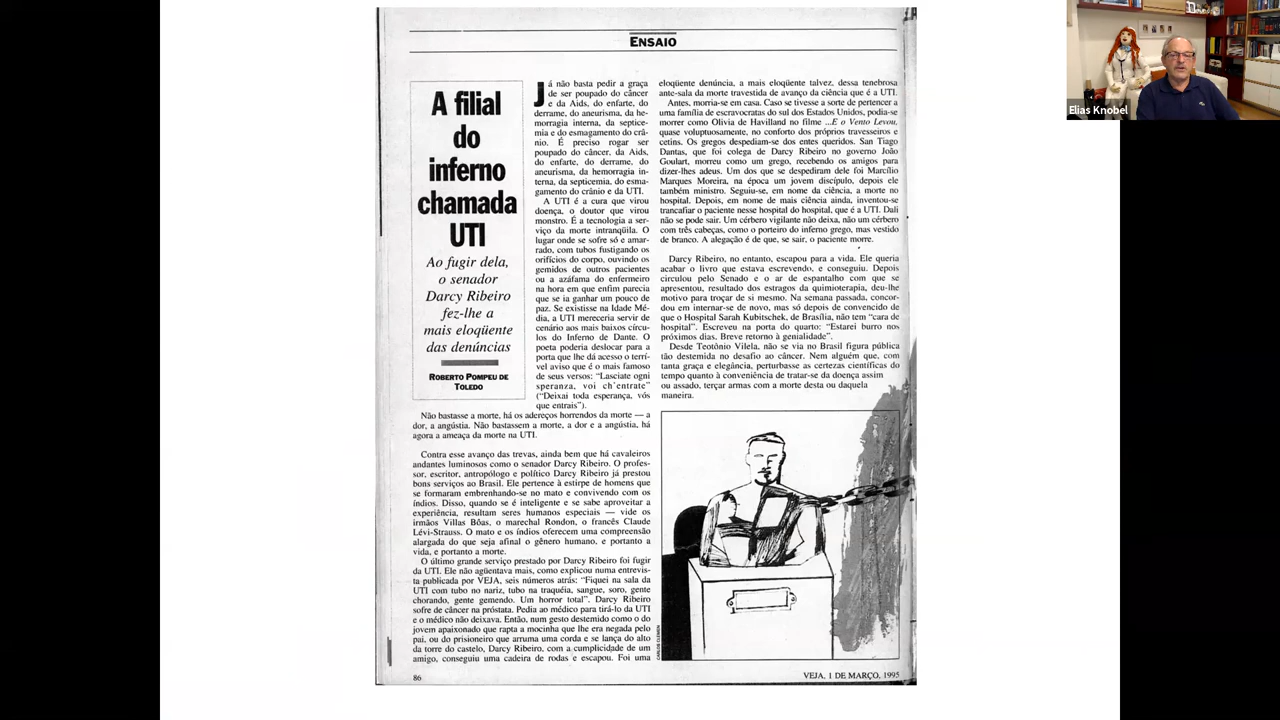 ENSAIO
A filial
do
inferno
chamada
UTI
Ao fugir dela,
o senador
Darcy Ribeiro
fez-lhe a
mais eloqüente
das denúncias
ROBERTO POMPEU DE
TOLEDO
Já não basta pedir a graça
de ser poupado do câncer
e da Aids, do enfarte, do
derrame, do aneurisma, da he-
morragia interna, da septice-
mia e do esmagamento do crâ-
nio. É preciso rogar ser
poupado do câncer, da Aids,
do enfarte, do derrame, do
aneurisma, da hemorragia in-
terna, da septicemia, do esma-
gamento do crânio e da UTI.
A UTI é a cura que virou
doença, o doutor que virou
monstro. É a tecnologia a ser-
viço da morte intranqüila. O
lugar onde se sofre só e amar-
rado, com tubos fustigando os
orifícios do corpo, ouvindo os
gemidos de outros pacientes
ou a azáfama do enfermeiro
na hora em que enfim parecia
que se ia ganhar um pouco de
paz. Se existisse na Idade Mé-
dia, a UTI mereceria servir de
cenário aos mais baixos círcu-
los do Inferno de Dante. O
poeta poderia deslocar para a
porta que lhe dá acesso o terrí-
vel aviso que é o mais famoso
de seus versos: “Lasciate ogni
speranza, voi ch'entrate”
(“Deixai toda esperança, vós
que entrais”).
Não bastasse a morte, há os adereços horrendos da morte — a
dor, a angústia. Não bastassem a morte, a dor e a angústia, há
agora a ameaça da morte na UTI.
Contra esse avanço das trevas, ainda bem que há cavaleiros
andantes luminosos como o senador Darcy Ribeiro. O profes-
sor, escritor, antropólogo e político Darcy Ribeiro já prestou
bons serviços ao Brasil. Ele pertence à estirpe de homens que
se formaram embrenhando-se no mato e convivendo com os
índios. Disso, quando se é inteligente e se sabe aproveitar a
experiência, resultam seres humanos especiais — vide os
irmãos Villas Bôas, o marechal Rondon, o francês Claude
Lévi-Strauss. O mato e os índios oferecem uma compreensão
alargada do que seja afinal o gênero humano, e portanto a
vida, e portanto a morte.
O último grande serviço prestado por Darcy Ribeiro foi fugir
da UTI. Ele não agüentava mais, como explicou numa entrevis-
ta publicada por VEJA, seis números atrás: “Fiquei na sala da
UTI com tubo no nariz, tubo na traquéia, sangue, soro, gente
chorando, gente gemendo. Um horror total”. Darcy Ribeiro
sofre de câncer na próstata. Pedia ao médico para tirá-lo da UTI
e o médico não deixava. Então, num gesto destemido como o do
jovem apaixonado que rapta a mocinha que lhe era negada pelo
pai, ou do prisioneiro que arruma uma corda e se lança do alto
da torre do castelo, Darcy Ribeiro, com a cumplicidade de um
amigo, conseguiu uma cadeira de rodas e escapou. Foi uma
eloqüente denúncia, a mais eloqüente talvez, dessa tenebrosa
ante-sala da morte travestida de avanço da ciência que é a UTI.
Antes, morria-se em casa. Caso se tivesse a sorte de pertencer a
uma família de escravocratas do sul dos Estados Unidos, podia-se
morrer como Olivia de Havilland no filme ...E o Vento Levou,
quase voluptuosamente, no conforto dos próprios travesseiros e
cetins. Os gregos despediam-se dos entes queridos. San Tiago
Dantas, que foi colega de Darcy Ribeiro no governo João
Goulart, morreu como um grego, recebendo os amigos para
dizer-lhes adeus. Um dos que se despediram dele foi Marcílio
Marques Moreira, na época um jovem discípulo, depois ele
também ministro. Seguiu-se, em nome da ciência, a morte no
hospital. Depois, em nome de mais ciência ainda, inventou-se
trancafiar o paciente nesse hospital do hospital, que é a UTI. Dali
não se pode sair. Um cérbero vigilante não deixa, não um cérbero
com três cabeças, como o porteiro do inferno grego, mas vestido
de branco. A alegação é de que, se sair, o paciente morre.
Darcy Ribeiro, no entanto, escapou para a vida. Ele queria
acabar o livro que estava escrevendo, e conseguiu. Depois
circulou pelo Senado e o ar de espantalho com que se
apresentou, resultado dos estragos da quimioterapia, deu-lhe
motivo para troçar de si mesmo. Na semana passada, concor-
dou em internar-se de novo, mas só depois de convencido de
que o Hospital Sarah Kubitschek, de Brasília, não tem “cara de
hospital”. Escreveu na porta do quarto: “Estarei burro nos
próximos dias. Breve retorno à genialidade”.
Desde Teotônio Vilela, não se via no Brasil figura pública
tão destemida no desafio ao câncer. Nem alguém que, com
tanta graça e elegância, perturbasse as certezas científicas do
tempo quanto à conveniência de tratar-se da doença assim
ou assado, terçar armas com a morte desta ou daquela
maneira.
CARLOS CLÉMEN
86
VEJA, 1 DE MARÇO, 1995
Elias Knobel